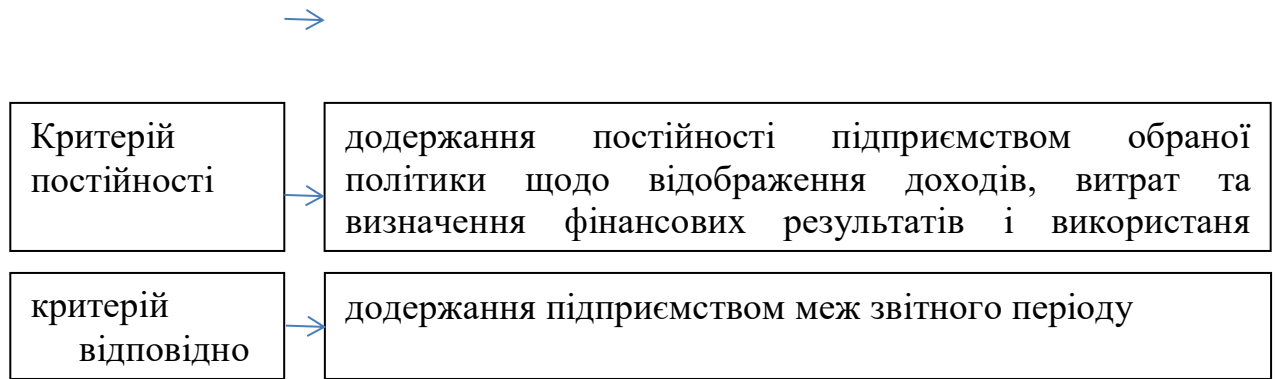 Критерій
постійності
додержання постійності підприємством обраної
політики щодо відображення доходів, витрат та
визначення фінансових результатів і використаня
критерій
відповідно
додержання підприємством меж звітного періоду